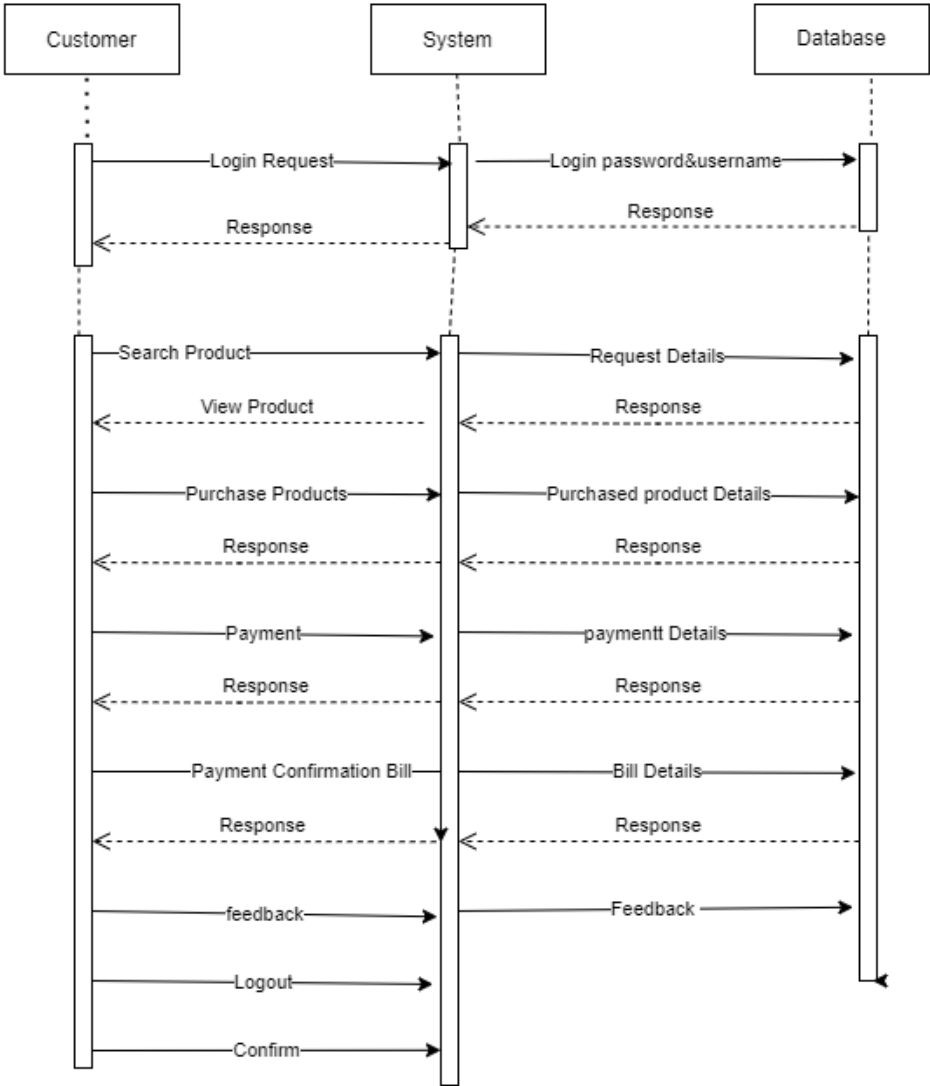 Customer
System
Database
Login Request
Login password&username
Response
Response
Search Product
Request Details
View Product
Response
Purchase Products
Purchased product Details
Response
Response
Payment
paymentt Details
Response
Response
Payment Confirmation Bill
Bill Details
Response
Response
feedback
Feedback
Logout
Confirm